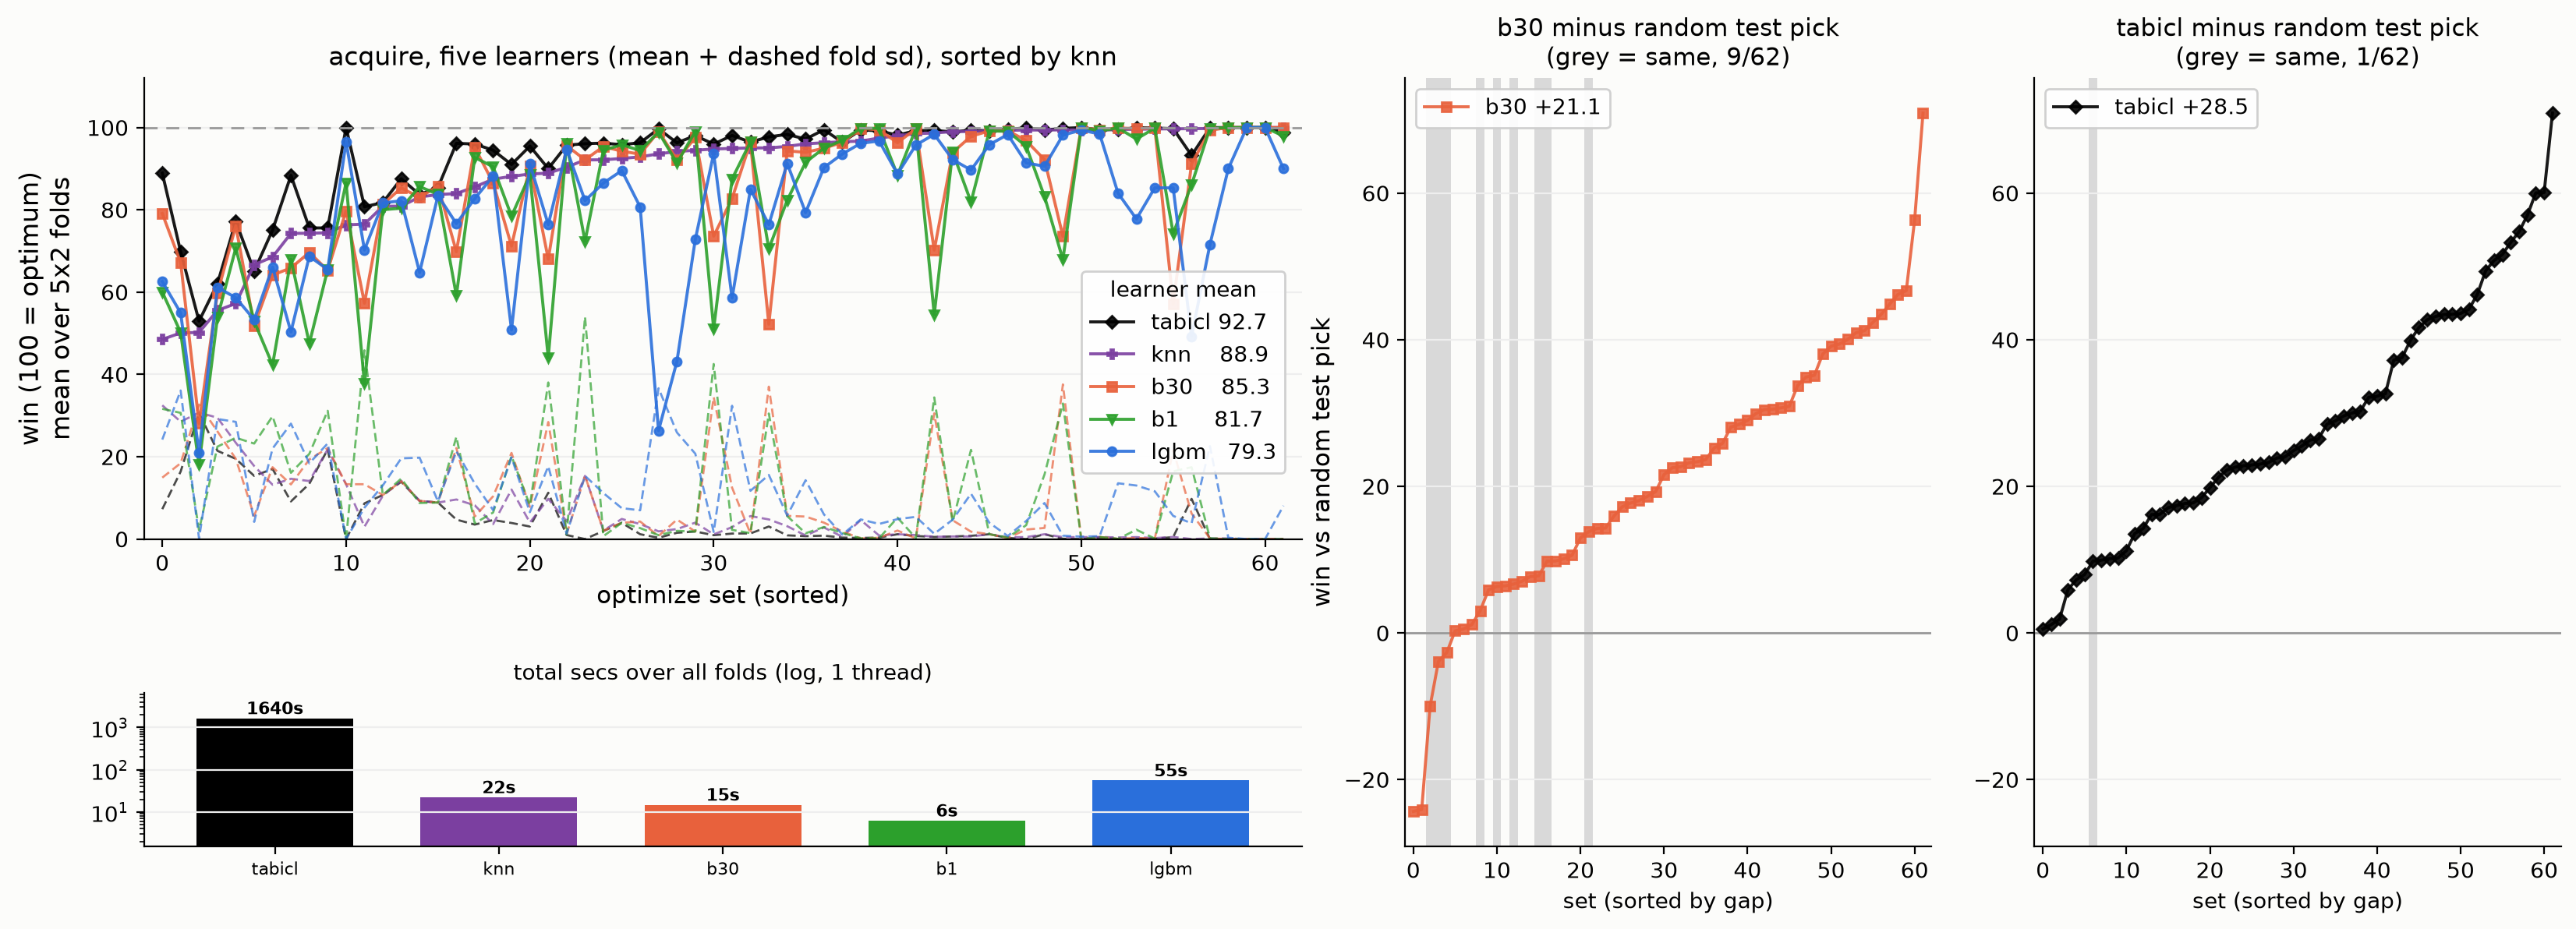 acquire, five learners (mean + dashed fold sd), sorted by knn
win (100 = optimum)
mean over 5x2 folds
100
80
60
40
20
0
0 10 20 30 40 50 60
optimize set (sorted)
learner mean
tabicl 92.7
knn 88.9
b30 85.3
b1 81.7
lgbm 79.3
total secs over all folds (log, 1 thread)
10³
10²
10¹
1640s
22s
15s
6s
55s
tabicl knn b30 b1 lgbm
b30 minus random test pick
(grey = same, 9/62)
b30 +21.1
win vs random test pick
60
40
20
0
−20
0 10 20 30 40 50 60
set (sorted by gap)
tabicl minus random test pick
(grey = same, 1/62)
tabicl +28.5
60
40
20
0
−20
0 10 20 30 40 50 60
set (sorted by gap)